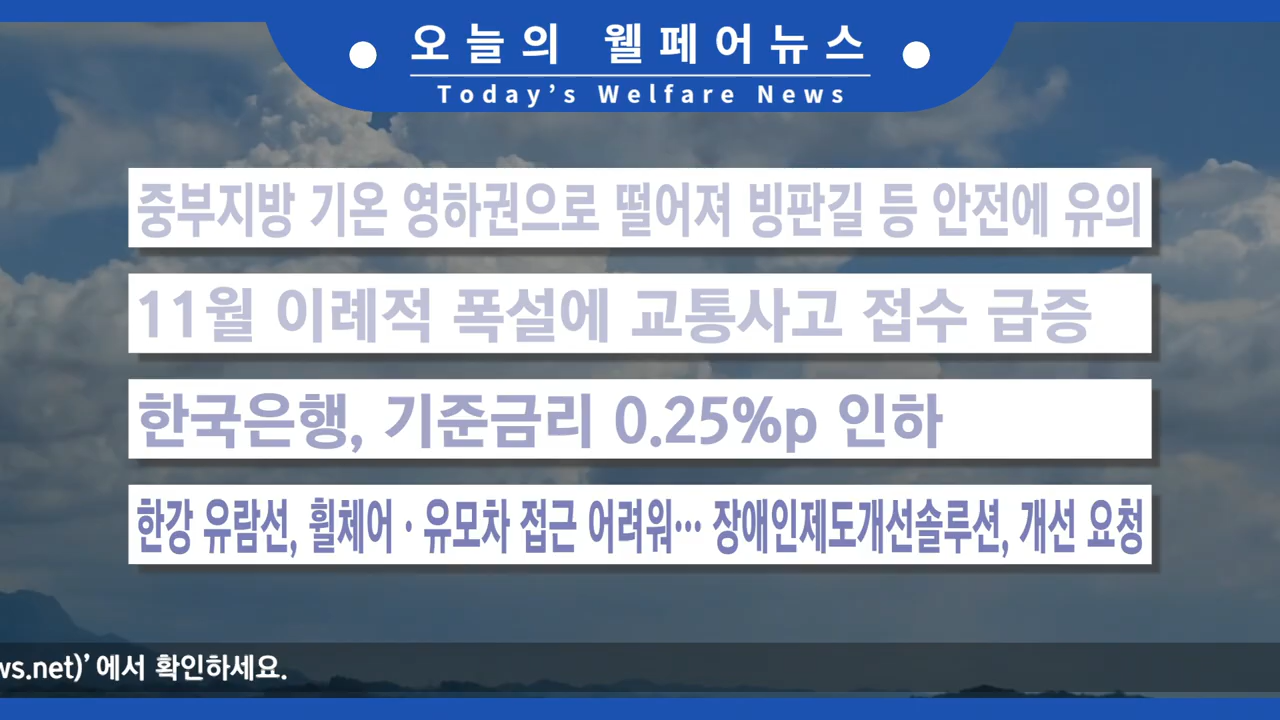 오늘의 웰페어뉴스
Today’s Welfare News
중부지방 기온 영하권으로 떨어져 빙판길 등 안전에 유의
11월 이례적 폭설에 교통사고 접수 급증
한국은행, 기준금리 0.25%p 인하
한강 유람선, 휠체어·유모차 접근 어려워… 장애인제도개선솔루션, 개선 요청
ws.net)’에서 확인하세요.